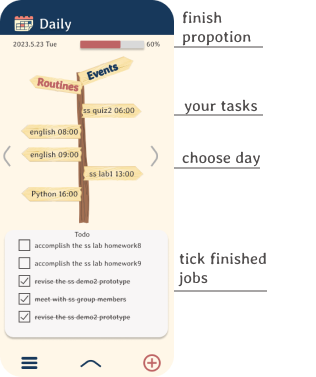 Daily
2023.5.23 Tue
60%
Events
Routines
ss quiz2 06:00
english 08:00
english 09:00
ss lab1 13:00
Python 16:00
Todo
accomplish the ss lab homework8
accomplish the ss lab homework9
revise the ss demo2 prototype
meet with ss group members
revise the ss demo2 prototype
finish
propotion
your tasks
choose day
tick finished
jobs